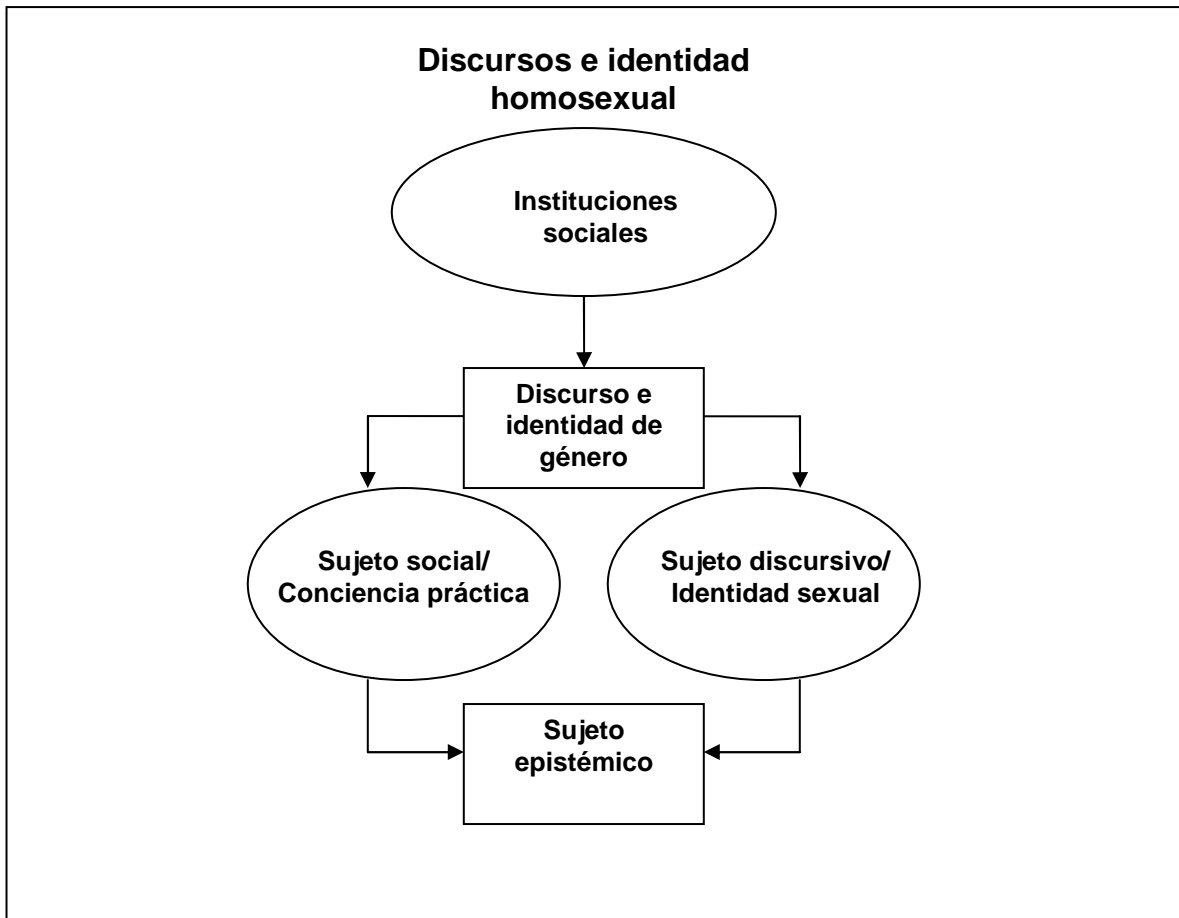 Discursos e identidad
homosexual
Instituciones
sociales
Discurso e
identidad de
género
Sujeto social/
Conciencia práctica
Sujeto discursivo/
Identidad sexual
Sujeto
epistémico